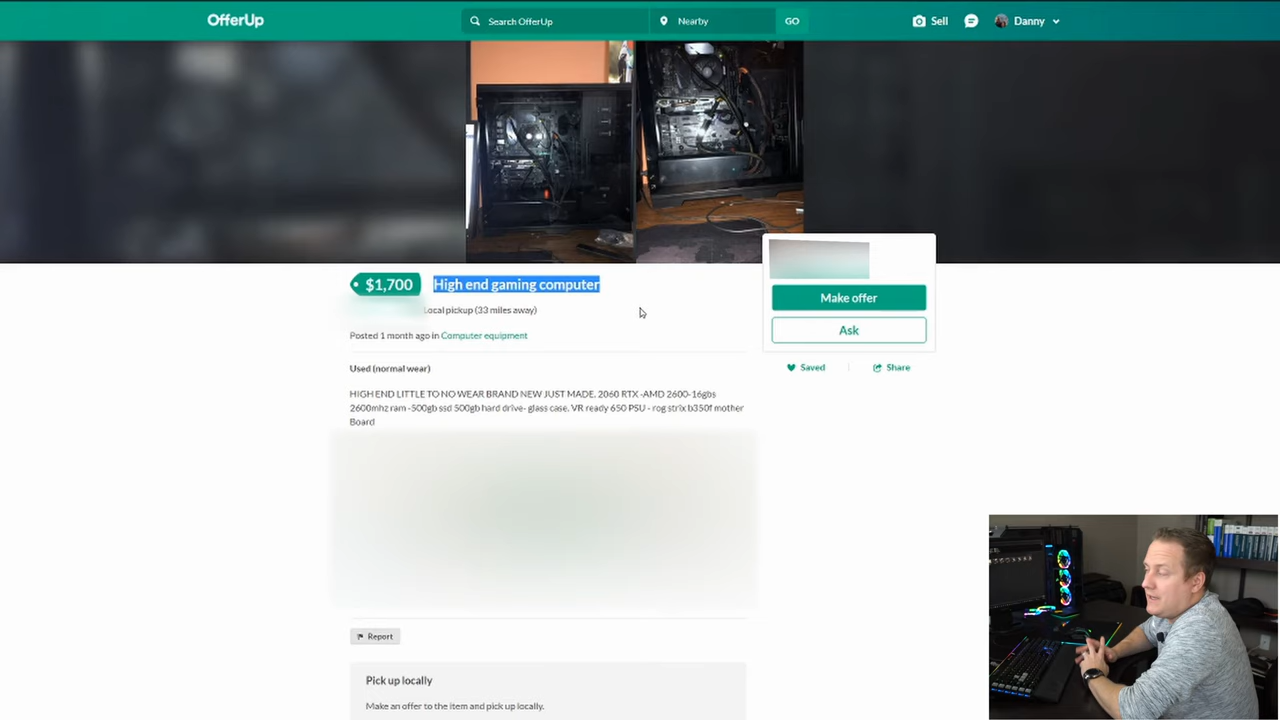 OfferUp
Search OfferUp
Nearby
GO
Sell
Danny
$1,700
High end gaming computer
Local pickup (33 miles away)
Posted 1 month ago in Computer equipment
Make offer
Ask
Saved
Share
Used (normal wear)
HIGH END LITTLE TO NO WEAR BRAND NEW JUST MADE. 2060 RTX -AMD 2600-16gbs
2600mhz ram -500gb ssd 500gb hard drive- glass case. VR ready 650 PSU - rog strix b350f mother
Board
Report
Pick up locally
Make an offer to the item and pick up locally.